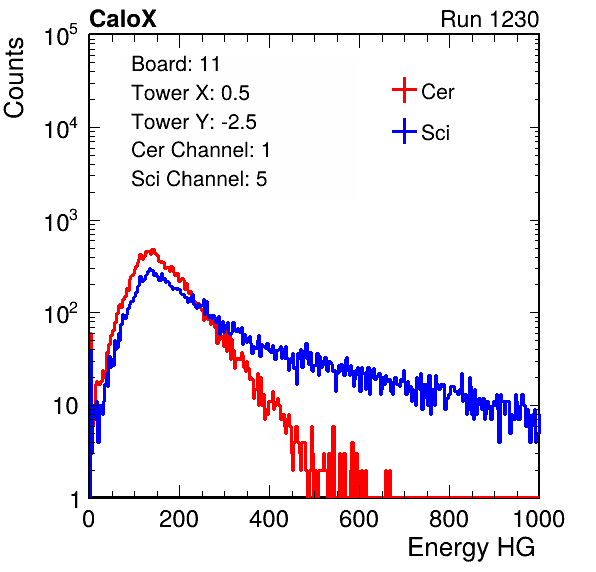 CaloX Run 1230
Counts
10^5
10^4
10^3
10^2
10
1
Board: 11
Tower X: 0.5
Tower Y: -2.5
Cer Channel: 1
Sci Channel: 5
Cer
Sci
0 200 400 600 800 1000
Energy HG